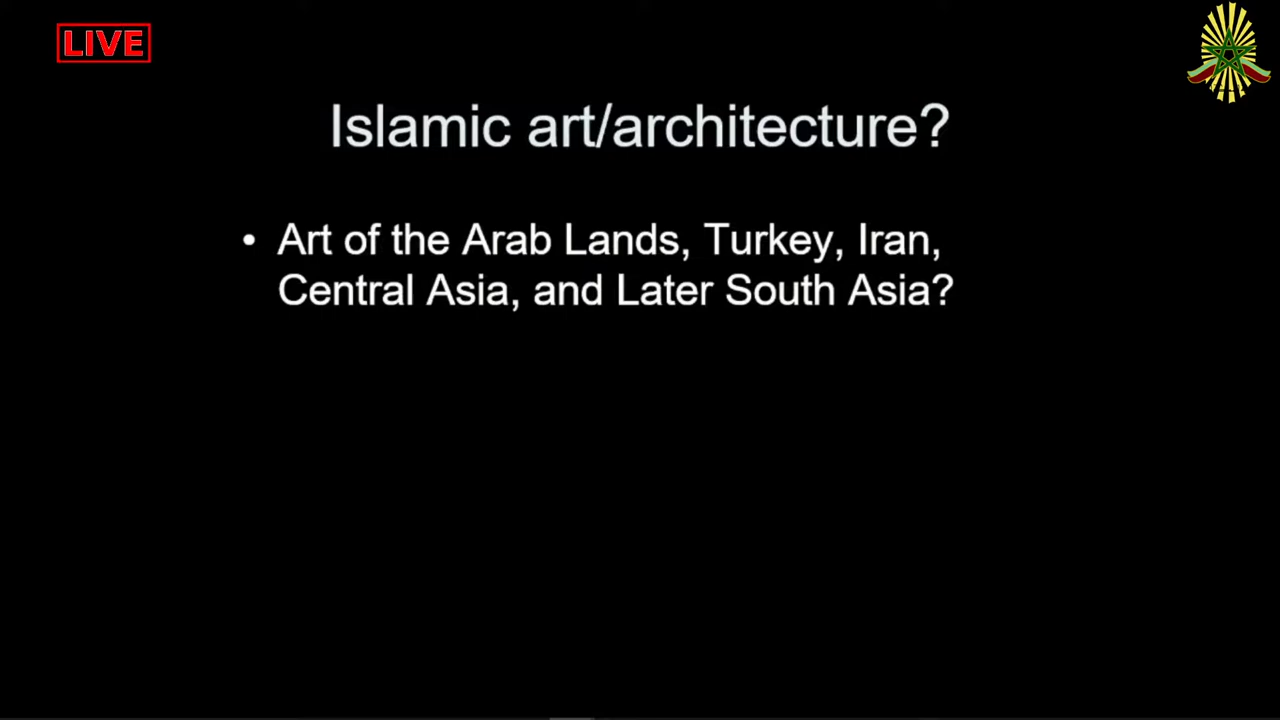 LIVE
Islamic art/architecture?
• Art of the Arab Lands, Turkey, Iran,
Central Asia, and Later South Asia?